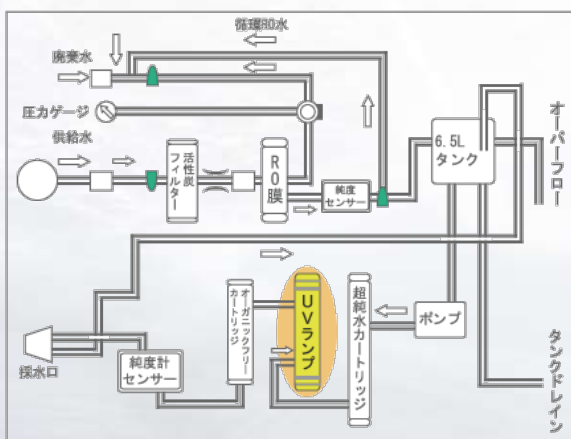 循環RO水
廃棄水
圧力ゲージ
供給水
活性炭
フィルター
RO膜
純度
センサー
6.5L
タンク
オーバーフロー
採水口
純度計
センサー
オーガニックフリー
カートリッジ
UVランプ
超純水カートリッジ
ポンプ
タンクドレイン